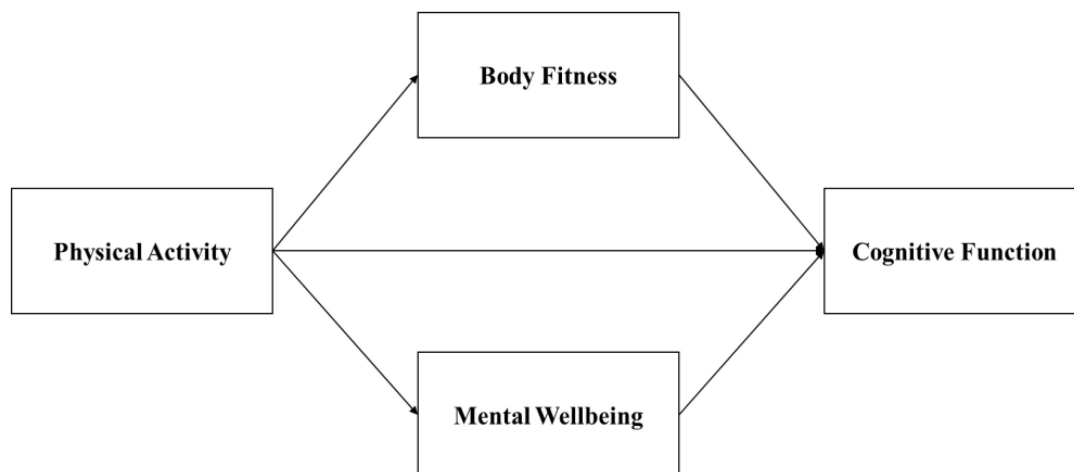 Body Fitness
Physical Activity
Cognitive Function
Mental Wellbeing